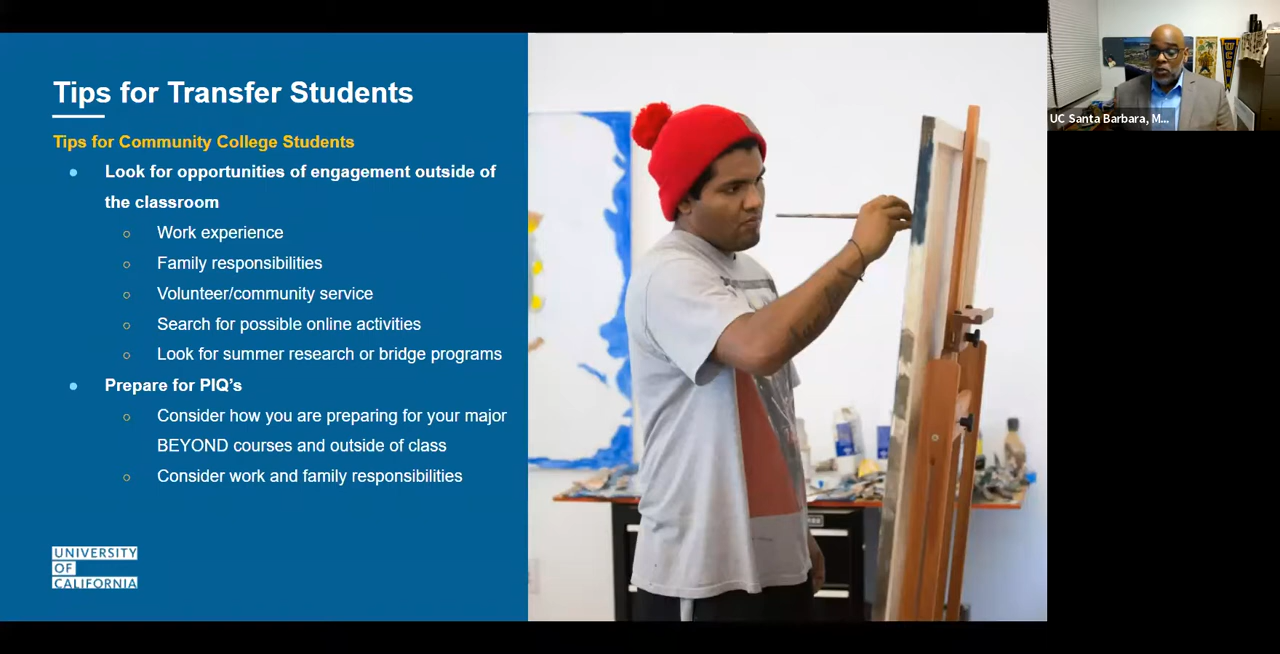 Tips for Transfer Students
Tips for Community College Students
Look for opportunities of engagement outside of
the classroom
Work experience
Family responsibilities
Volunteer/community service
Search for possible online activities
Look for summer research or bridge programs
Prepare for PIQ's
Consider how you are preparing for your major
BEYOND courses and outside of class
Consider work and family responsibilities
UNIVERSITY
OF
CALIFORNIA
UC Santa Barbara, M...